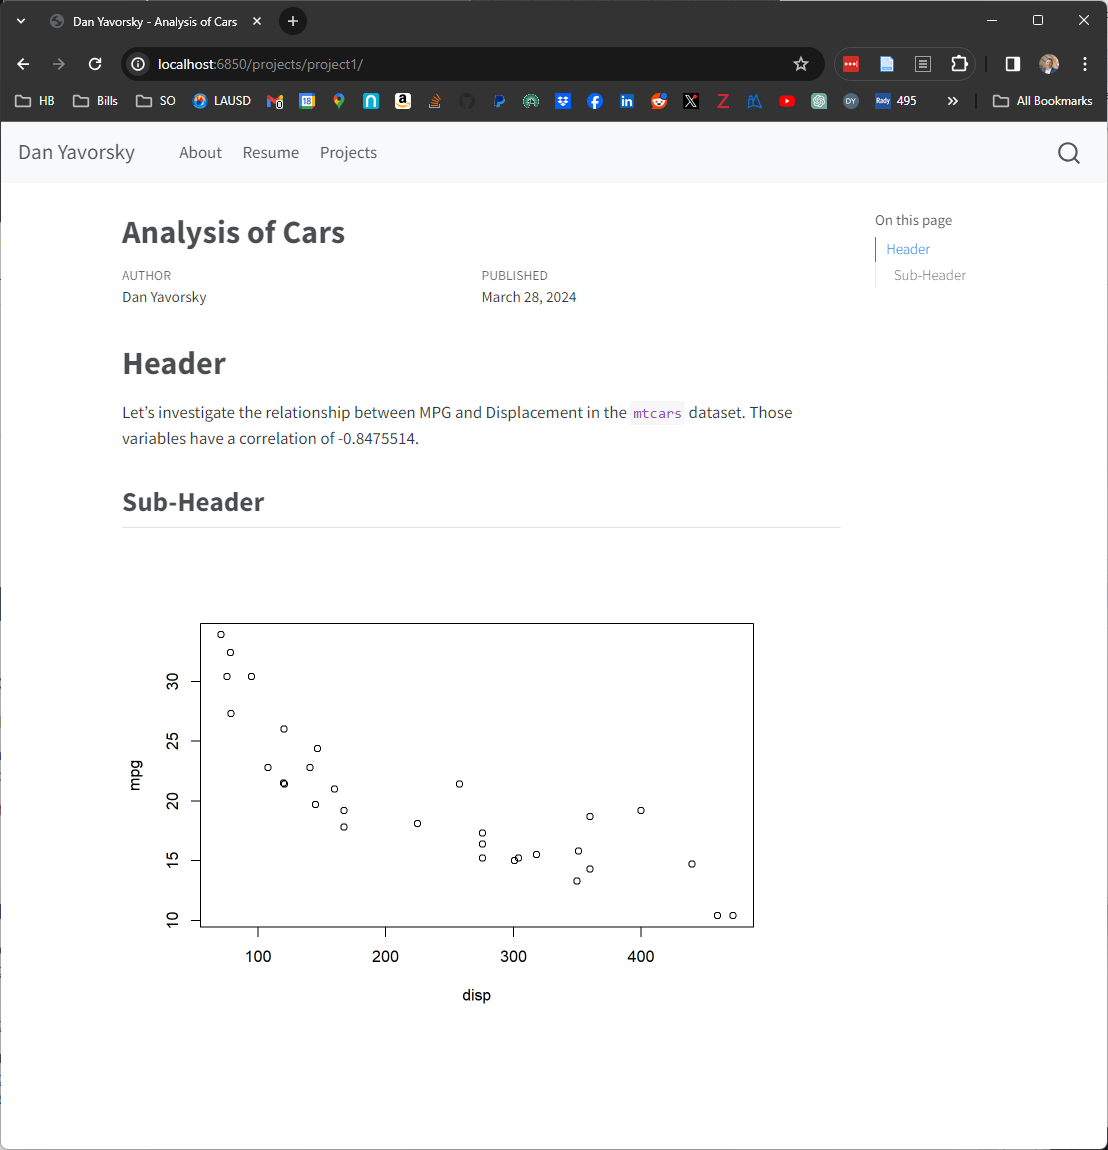 Dan Yavorsky - Analysis of Cars
localhost:6850/projects/project1/
HB Bills SO LAUSD 18 a Z DY Rady 495 » All Bookmarks
Dan Yavorsky About Resume Projects
Analysis of Cars
On this page
Header
Sub-Header
AUTHOR PUBLISHED
Dan Yavorsky March 28, 2024
Header
Let’s investigate the relationship between MPG and Displacement in the mtcars dataset. Those
variables have a correlation of -0.8475514.
Sub-Header
30
25
20
15
10
mpg
100 200 300 400
disp